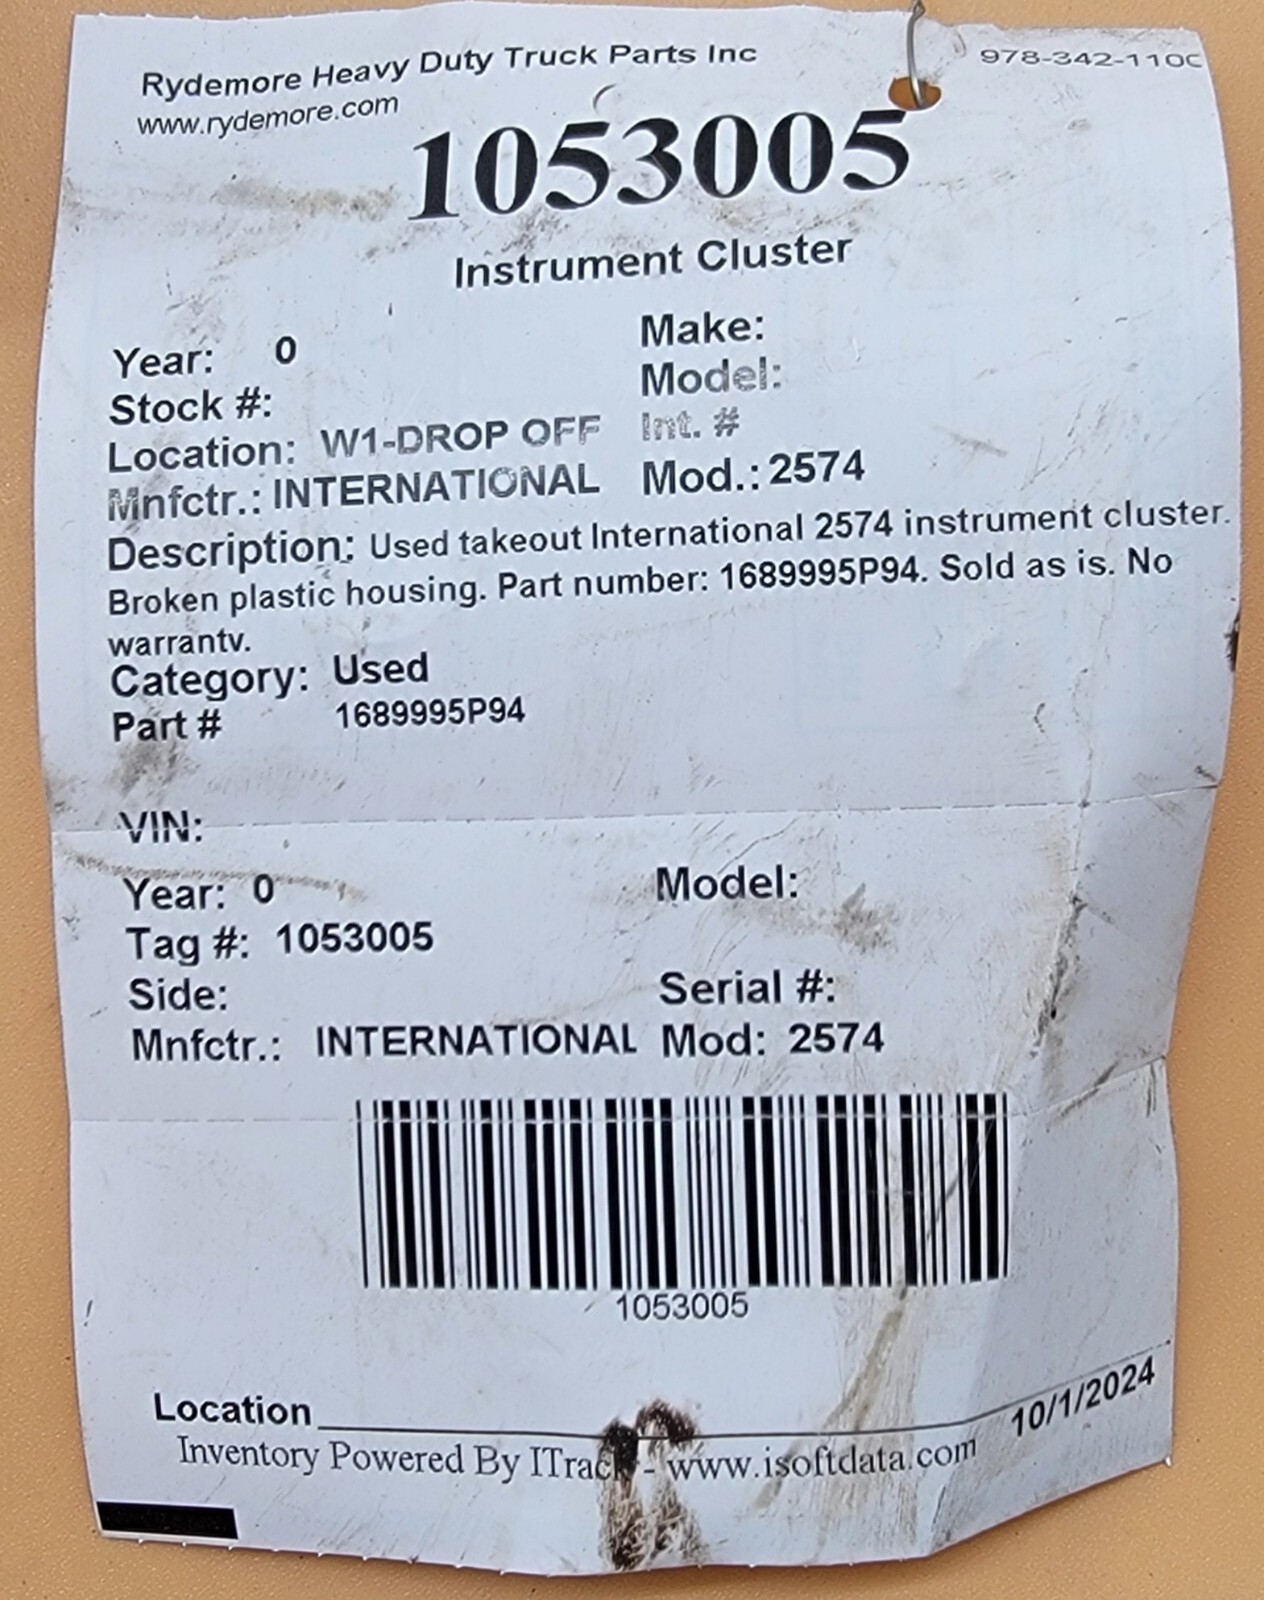 Rydemore Heavy Duty Truck Parts Inc 978-342-110
www.rydemore.com
1053005
Instrument Cluster
Year: 0 Make:
Stock #: Model:
Location: W1-DROP OFF Int. #
Mnfctr.: INTERNATIONAL Mod.: 2574
Description: Used takeout International 2574 instrument cluster.
Broken plastic housing. Part number: 1689995P94. Sold as is. No
warranty.
Category: Used
Part # 1689995P94
VIN:
Year: 0 Model:
Tag #: 1053005
Side: Serial #:
Mnfctr.: INTERNATIONAL Mod: 2574
1053005
Location 10/1/2024
Inventory Powered By ITrack - www.isoftdata.com